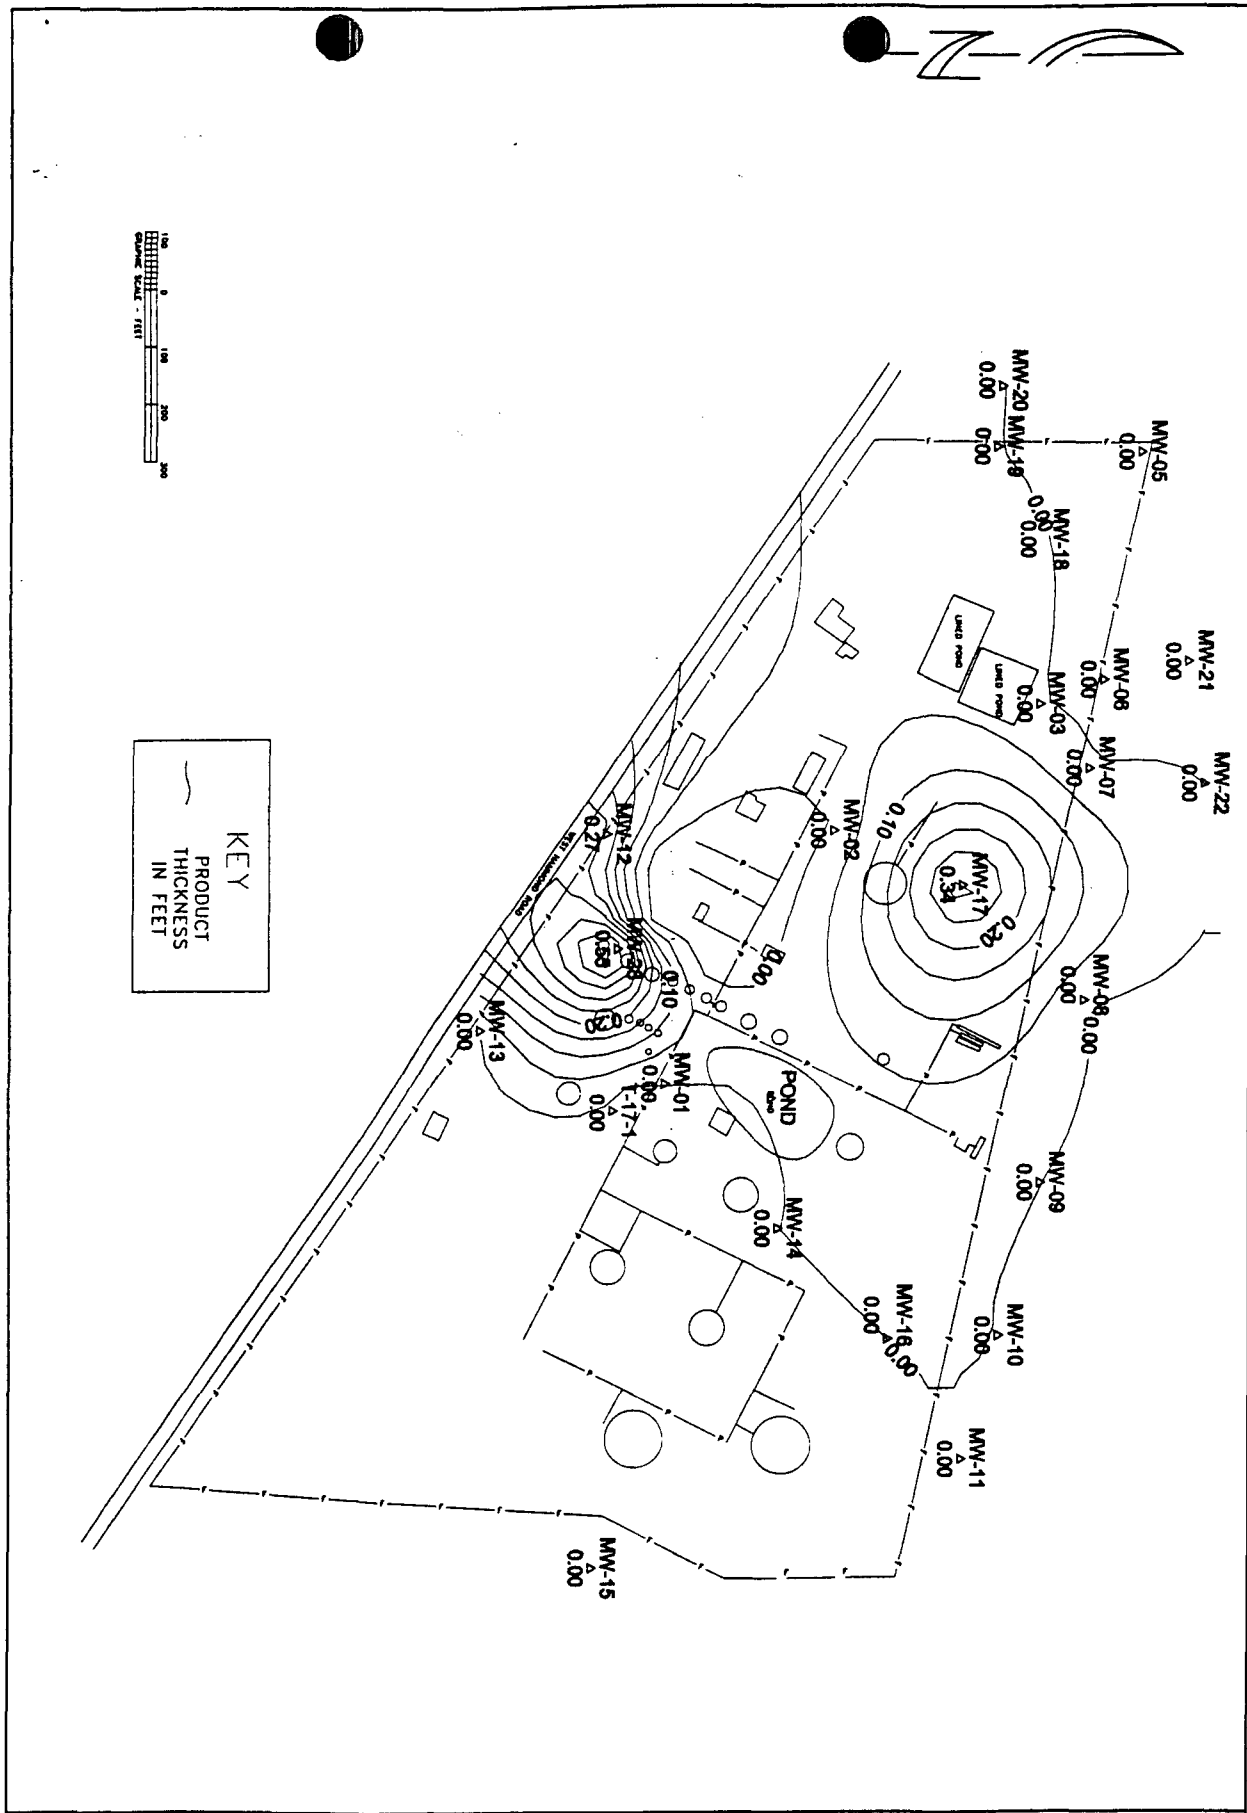 MW-20
0.00
MW-19
0.00
MW-05
0.00
MW-18
0.00
0.00
MW-21
0.00
MW-06
0.00
MW-03
0.00
MW-07
0.00
MW-22
0.00
LINED POND
LINED POND
MW-02
0.00
0.10
MW-17
0.34
0.20
MW-12
0.27
WEST HAMMOND ROAD
0.10
0.20
MW-08
0.00
0.00
MW-13
0.00
MW-01
0.00
T-17-1
0.00
POND
MW-09
0.00
MW-14
0.00
MW-16
0.00
0.00
MW-10
0.00
MW-11
0.00
MW-15
0.00
100
0
100
200
300
GRAPHIC SCALE - FEET
KEY
PRODUCT
THICKNESS
IN FEET